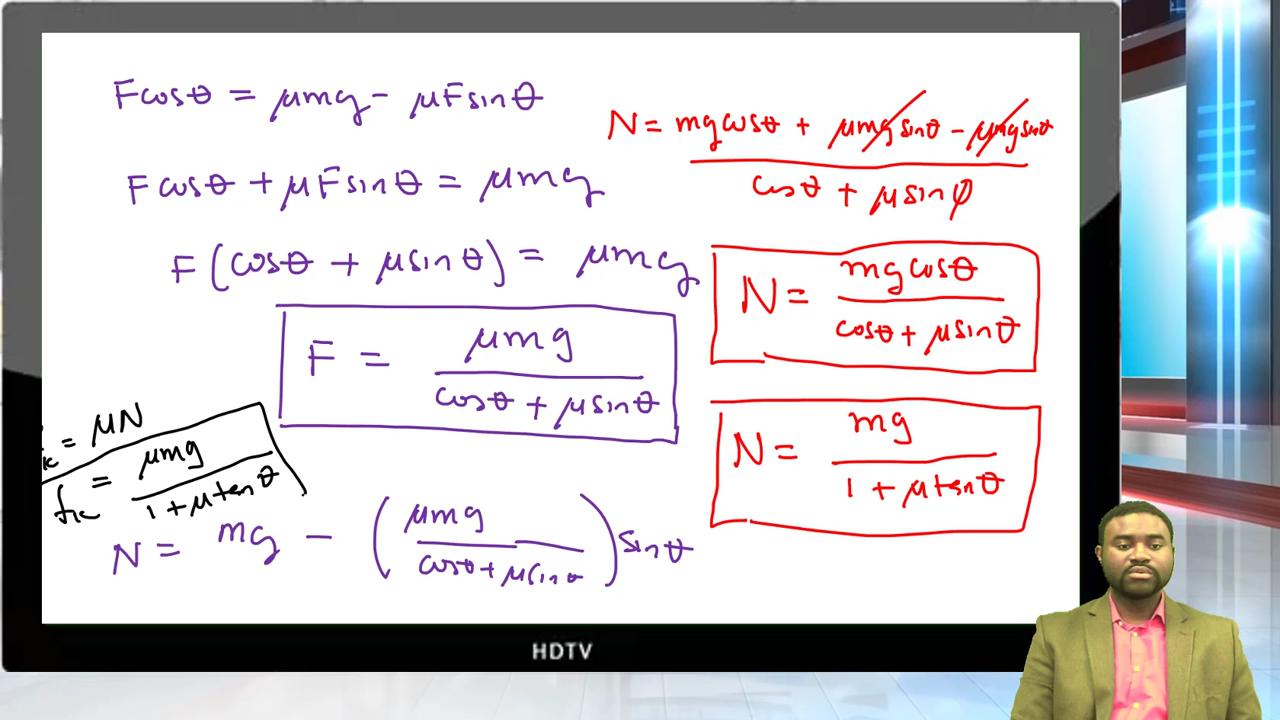 Fcosθ = μmg - μFsinθ
Fcosθ + μFsinθ = μmg
F(cosθ + μsinθ) = μmg
F = μmg / (cosθ + μsinθ)
k = μN
fk = μmg / (1 + μtanθ)
N = mg - (μmg / (cosθ + μsinθ)) sinθ
N = (mgcosθ + μmgsinθ - μmgsinθ) / (cosθ + μsinθ)
N = mgcosθ / (cosθ + μsinθ)
N = mg / (1 + μtanθ)
HDTV